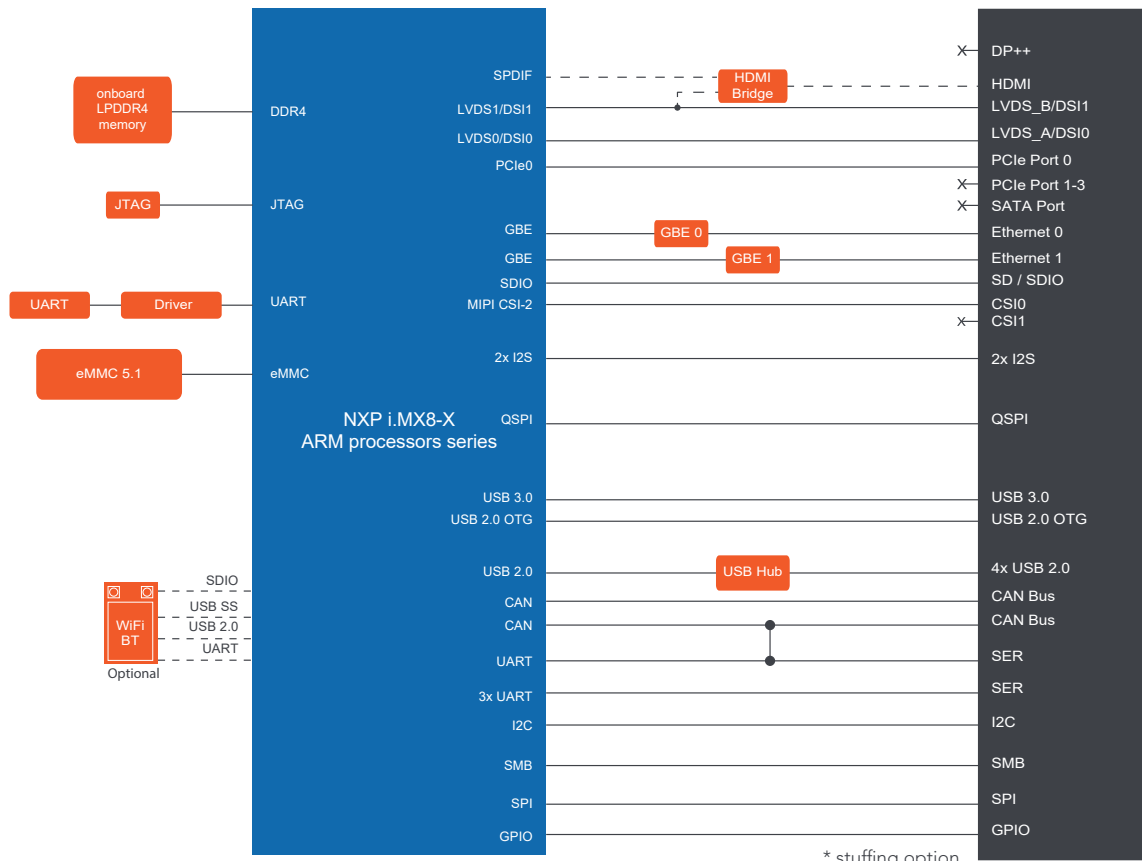 onboard
LPDDR4
memory
JTAG
UART
Driver
eMMC 5.1
SDIO
USB SS
USB 2.0
UART
WiFi
BT
Optional
DDR4
JTAG
UART
eMMC
NXP i.MX8-X
ARM processors series
SPDIF
LVDS1/DSI1
LVDS0/DSI0
PCIe0
GBE
GBE
SDIO
MIPI CSI-2
2x I2S
QSPI
USB 3.0
USB 2.0 OTG
USB 2.0
CAN
CAN
UART
3x UART
I2C
SMB
SPI
GPIO
HDMI
Bridge
GBE 0
GBE 1
USB Hub
X
X
X
X
DP++
HDMI
LVDS_B/DSI1
LVDS_A/DSI0
PCIe Port 0
PCIe Port 1-3
SATA Port
Ethernet 0
Ethernet 1
SD / SDIO
CSI0
CSI1
2x I2S
QSPI
USB 3.0
USB 2.0 OTG
4x USB 2.0
CAN Bus
CAN Bus
SER
SER
I2C
SMB
SPI
GPIO
* stuffing option